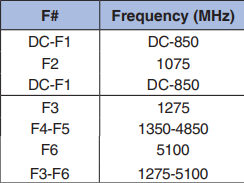 F# Frequency (MHz)
DC-F1 DC-850
F2 1075
DC-F1 DC-850
F3 1275
F4-F5 1350-4850
F6 5100
F3-F6 1275-5100